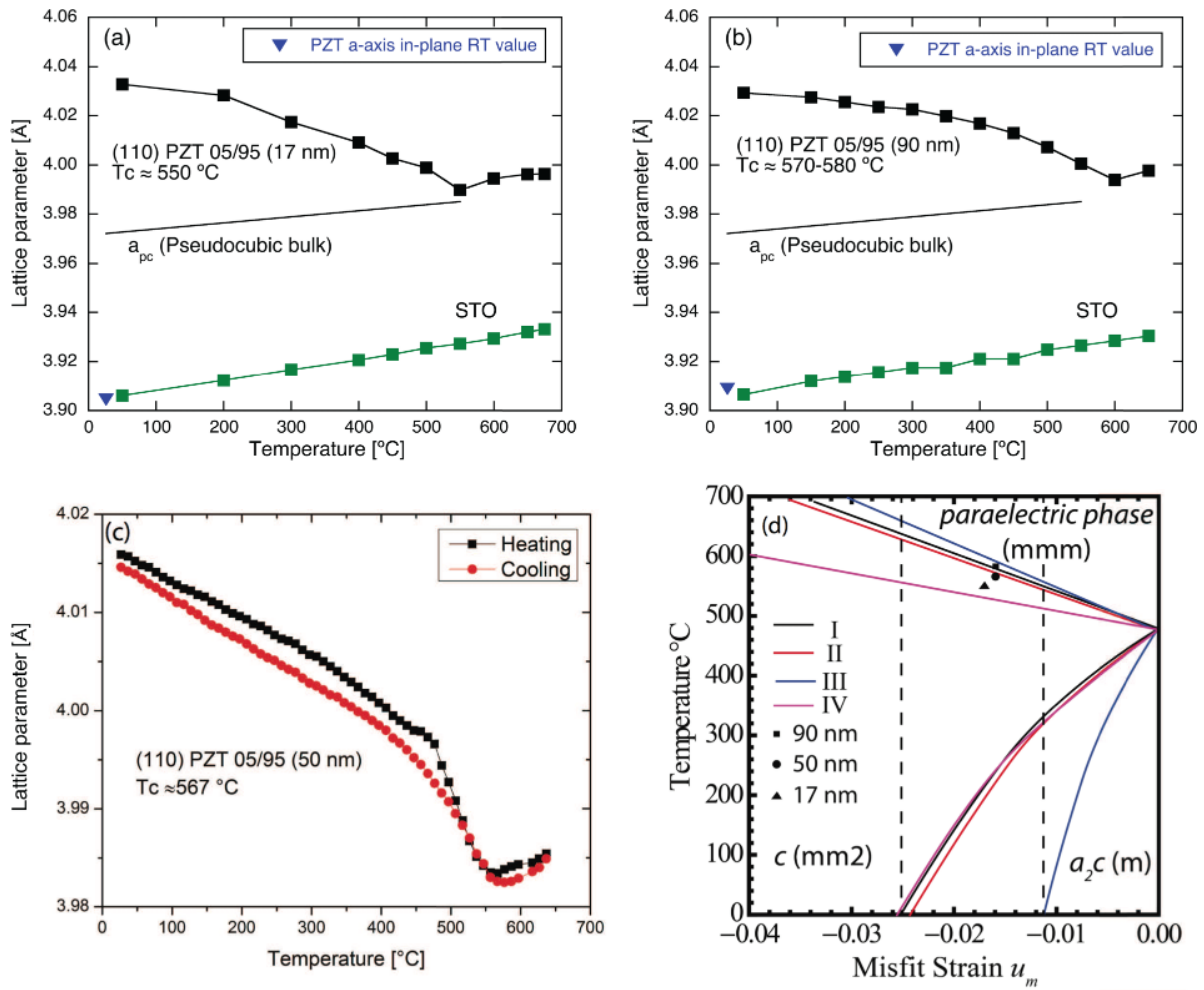 (a)
PZT a-axis in-plane RT value
(110) PZT 05/95 (17 nm)
Tc ≈ 550 °C
a_pc (Pseudocubic bulk)
STO
Lattice parameter [Å]
4.06
4.04
4.02
4.00
3.98
3.96
3.94
3.92
3.90
0 100 200 300 400 500 600 700
Temperature [°C]
(b)
PZT a-axis in-plane RT value
(110) PZT 05/95 (90 nm)
Tc ≈ 570-580 °C
a_pc (Pseudocubic bulk)
STO
Lattice parameter [Å]
4.06
4.04
4.02
4.00
3.98
3.96
3.94
3.92
3.90
0 100 200 300 400 500 600 700
Temperature [°C]
(c)
Heating
Cooling
(110) PZT 05/95 (50 nm)
Tc ≈567 °C
Lattice parameter [Å]
4.02
4.01
4.00
3.99
3.98
0 100 200 300 400 500 600 700
Temperature [°C]
(d)
paraelectric phase
(mmm)
I
II
III
IV
90 nm
50 nm
17 nm
c (mm2)
a₂c (m)
Temperature °C
700
600
500
400
300
200
100
0
−0.04 −0.03 −0.02 −0.01 0.00
Misfit Strain u_m